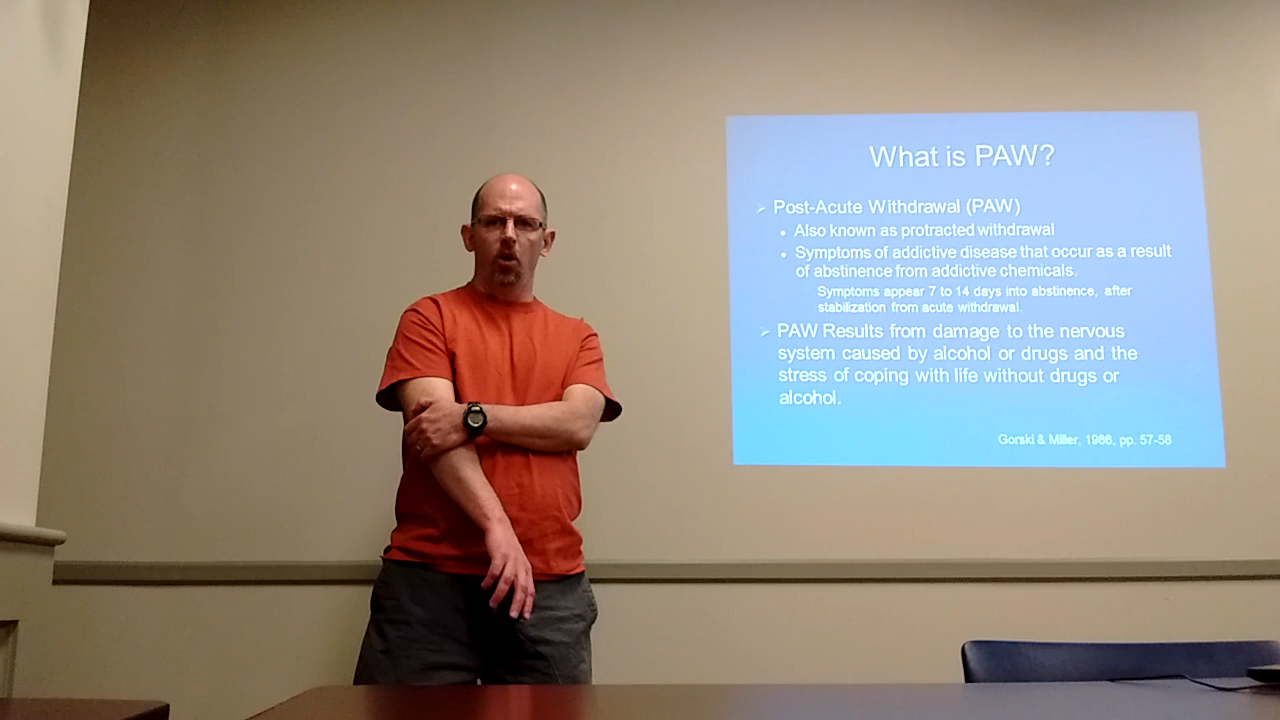 What is PAW?
Post-Acute Withdrawal (PAW)
Also known as protracted withdrawal
Symptoms of addictive disease that occur as a result
of abstinence from addictive chemicals.
Symptoms appear 7 to 14 days into abstinence, after
stabilization from acute withdrawal.
PAW Results from damage to the nervous
system caused by alcohol or drugs and the
stress of coping with life without drugs or
alcohol.
Gorski & Miller, 1986, pp. 57-58